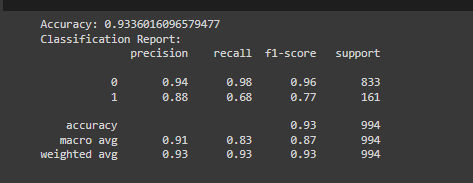 Accuracy: 0.9336016096579477
Classification Report:
precision recall f1-score support
0 0.94 0.98 0.96 833
1 0.88 0.68 0.77 161
accuracy 0.93 994
macro avg 0.91 0.83 0.87 994
weighted avg 0.93 0.93 0.93 994